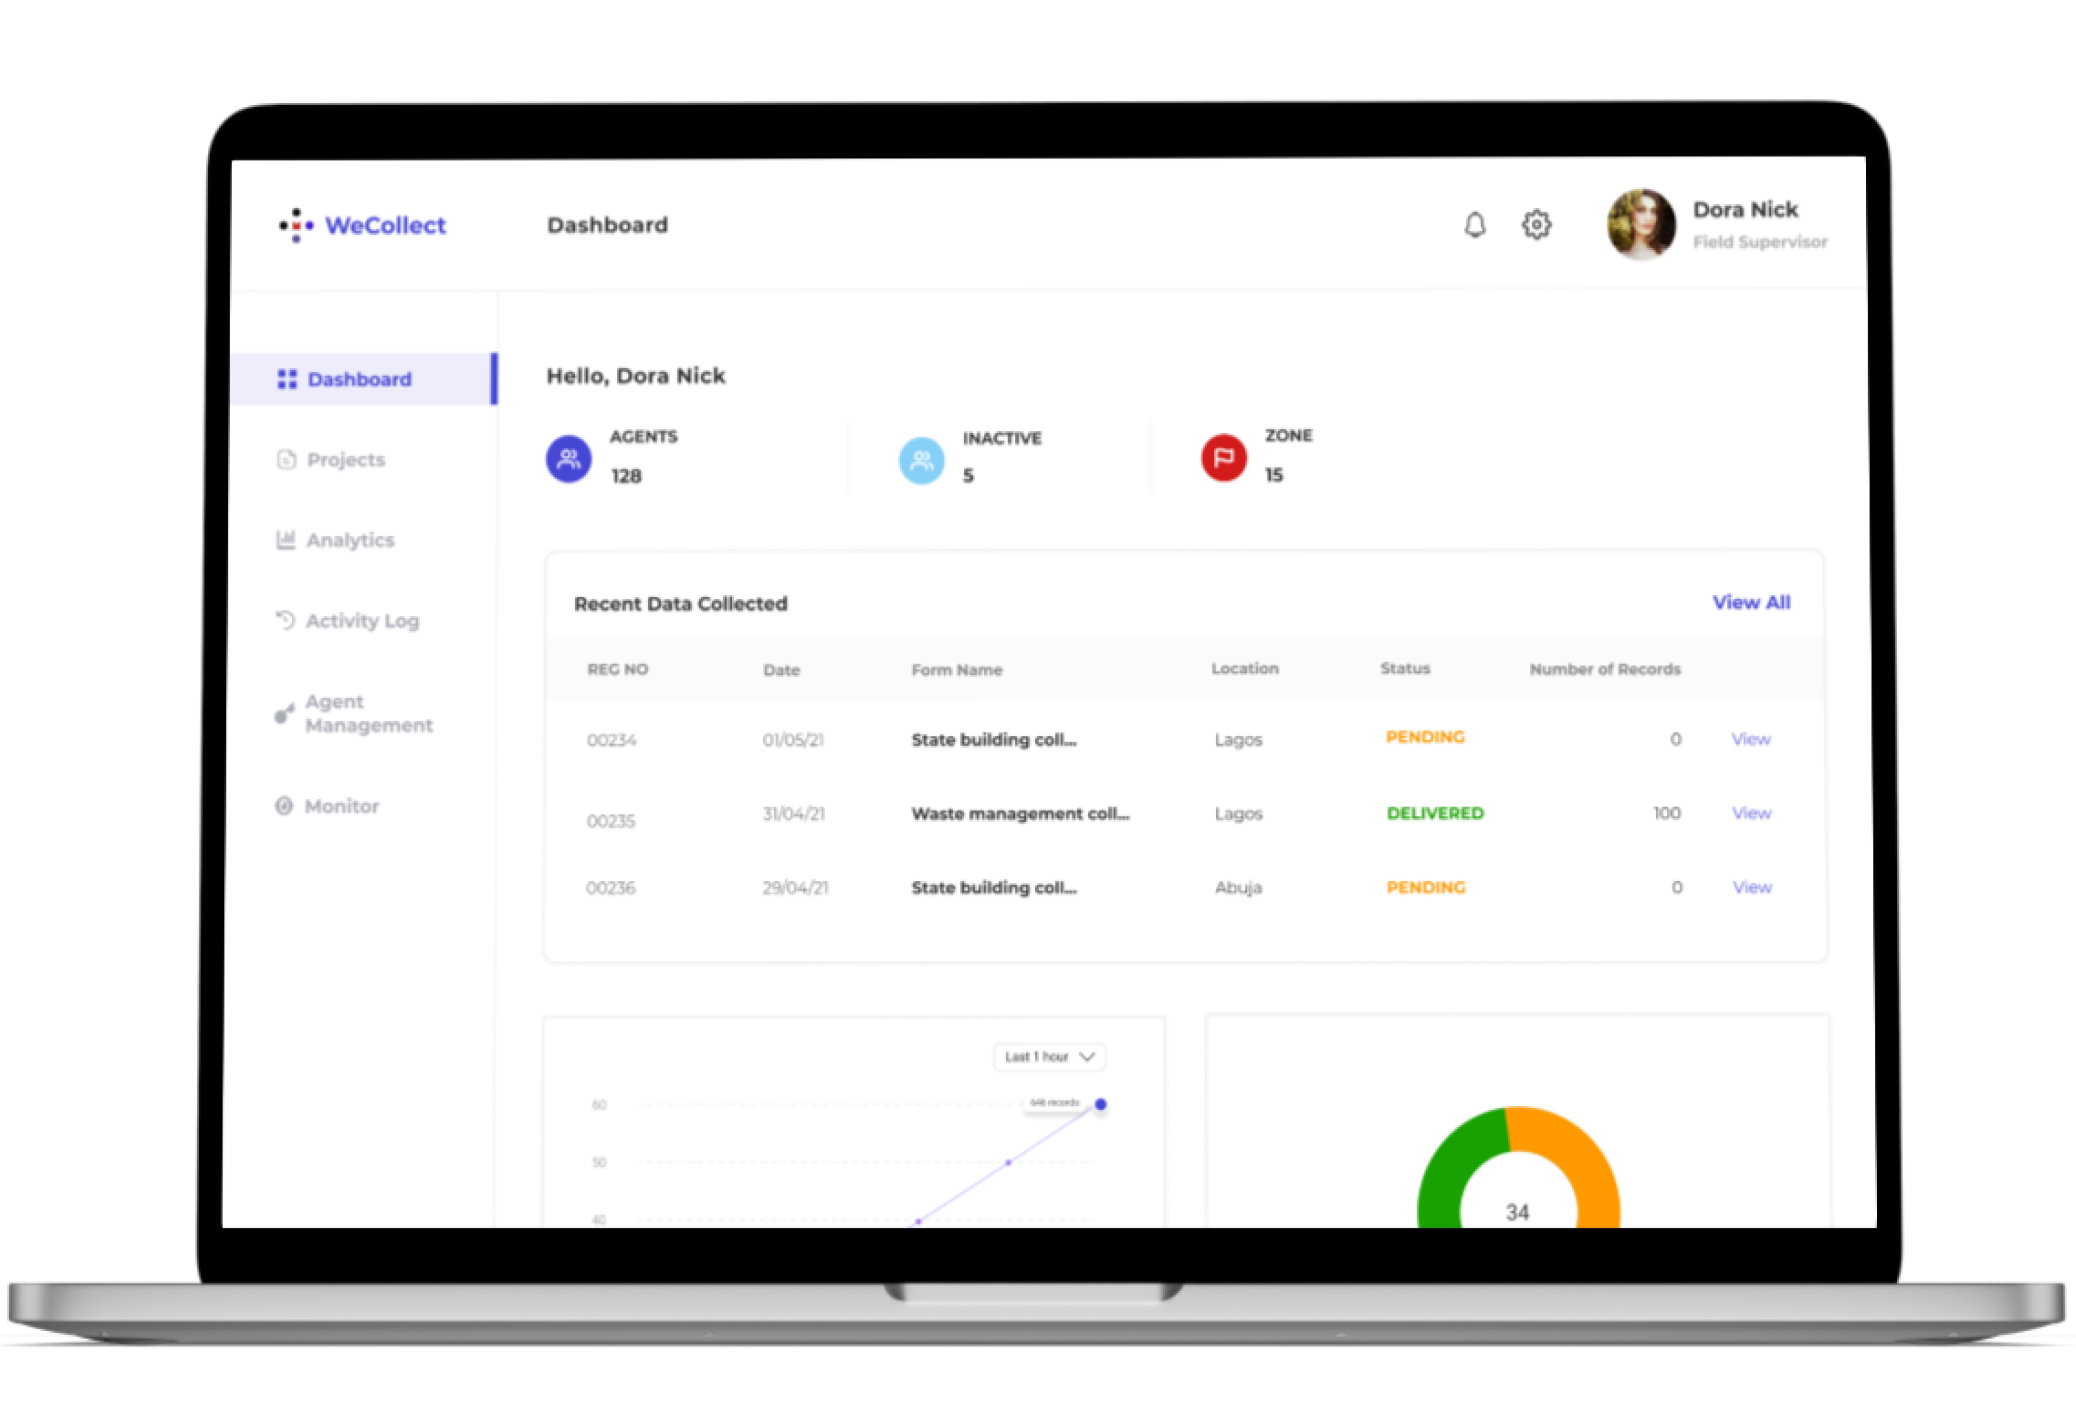 WeCollect
Dashboard
Dora Nick
Field Supervisor
Dashboard
Projects
Analytics
Activity Log
Agent
Management
Monitor
Hello, Dora Nick
AGENTS
128
INACTIVE
5
ZONE
15
Recent Data Collected
View All
REG NO Date Form Name Location Status Number of Records
00234 01/05/21 State building coll... Lagos PENDING 0 View
00235 31/04/21 Waste management coll... Lagos DELIVERED 100 View
00236 29/04/21 State building coll... Abuja PENDING 0 View
Last 1 hour
60
646 records
50
40
34